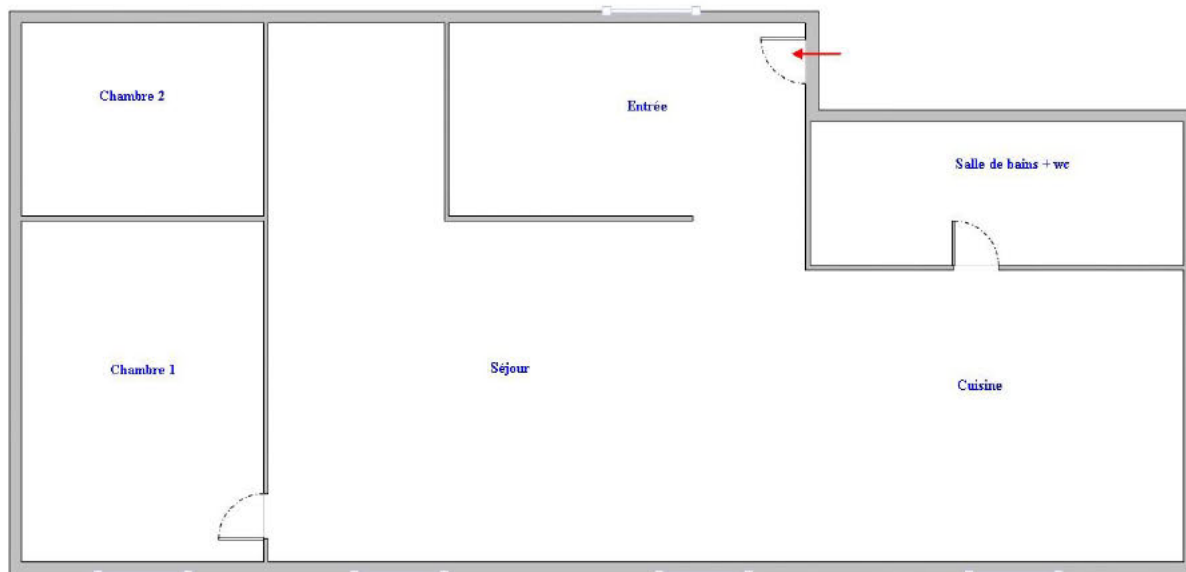 Chambre 2
Entrée
Salle de bains + wc
Chambre 1
Séjour
Cuisine